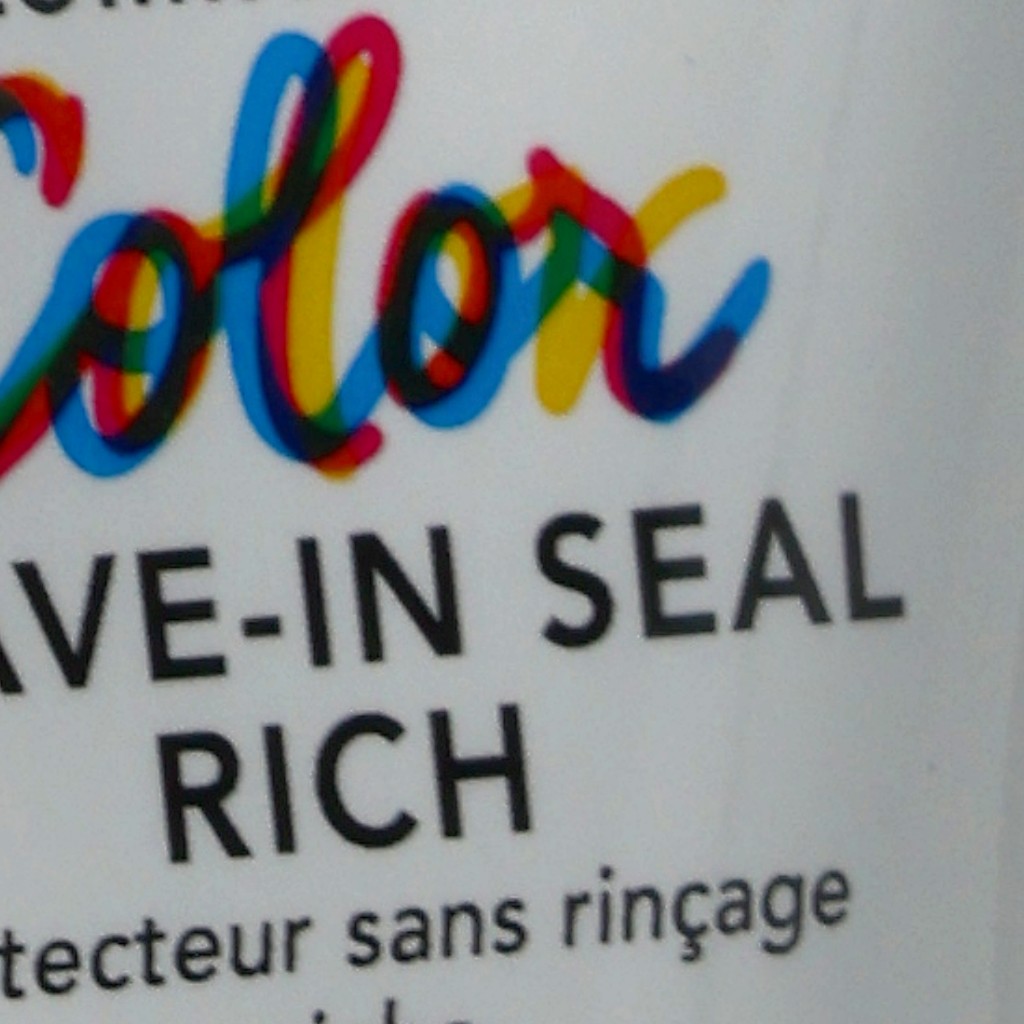 Color
AVE-IN SEAL
RICH
tecteur sans rinçage